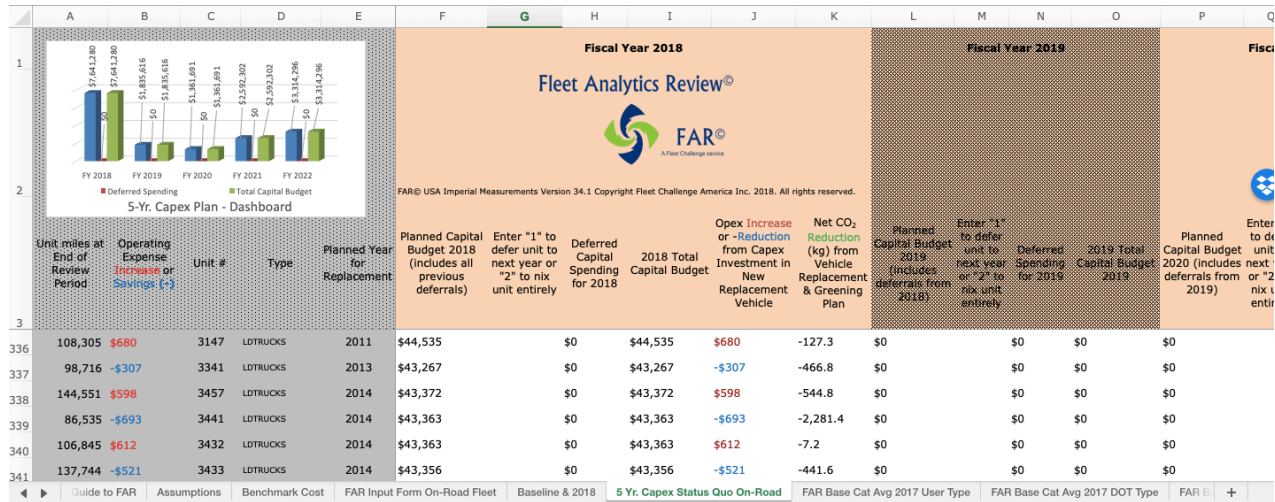 A B C D E F G H I J K L M N O P Q
1
$7,641,280 $0 $7,641,280 $1,835,616 $0 $1,835,616 $1,361,691 $0 $1,361,691 $2,592,302 $0 $2,592,302 $3,314,296 $0 $3,314,296
FY 2018 FY 2019 FY 2020 FY 2021 FY 2022
Deferred Spending Total Capital Budget
5-Yr. Capex Plan - Dashboard
Fiscal Year 2018
Fiscal Year 2019
Fisca
Fleet Analytics Review©
FAR©
A Fleet Challenge service
2
FAR© USA Imperial Measurements Version 34.1 Copyright Fleet Challenge America Inc. 2018. All rights reserved.
3
Unit miles at
End of
Review
Period
Operating
Expense
Increase or
Savings (-)
Unit #
Type
Planned Year
for
Replacement
Planned Capital
Budget 2018
(includes all
previous
deferrals)
Enter "1" to
defer unit to
next year or
"2" to nix
unit entirely
Deferred
Capital
Spending
for 2018
2018 Total
Capital Budget
Opex Increase
or -Reduction
from Capex
Investment in
New
Replacement
Vehicle
Net CO2
Reduction
(kg) from
Vehicle
Replacement
& Greening
Plan
Planned
Capital Budget
2019
(includes
deferrals from
2018)
Enter "1"
to defer
unit to
next year
or "2" to
nix unit
entirely
Deferred
Spending
for 2019
2019 Total
Capital Budget
2019
Planned
Capital Budget
2020 (includes
deferrals from
2019)
Enter
to de
unit
next y
or "2
nix u
entir
336 108,305 $680 3147 LDTRUCKS 2011 $44,535 $0 $44,535 $680 -127.3 $0 $0 $0 $0
337 98,716 -$307 3341 LDTRUCKS 2013 $43,267 $0 $43,267 -$307 -466.8 $0 $0 $0 $0
338 144,551 $598 3457 LDTRUCKS 2014 $43,372 $0 $43,372 $598 -544.8 $0 $0 $0 $0
339 86,535 -$693 3441 LDTRUCKS 2014 $43,363 $0 $43,363 -$693 -2,281.4 $0 $0 $0 $0
340 106,845 $612 3432 LDTRUCKS 2014 $43,363 $0 $43,363 $612 -7.2 $0 $0 $0 $0
341 137,744 -$521 3433 LDTRUCKS 2014 $43,356 $0 $43,356 -$521 -441.6 $0 $0 $0 $0
Guide to FAR Assumptions Benchmark Cost FAR Input Form On-Road Fleet Baseline & 2018 5 Yr. Capex Status Quo On-Road FAR Base Cat Avg 2017 User Type FAR Base Cat Avg 2017 DOT Type FAR B +